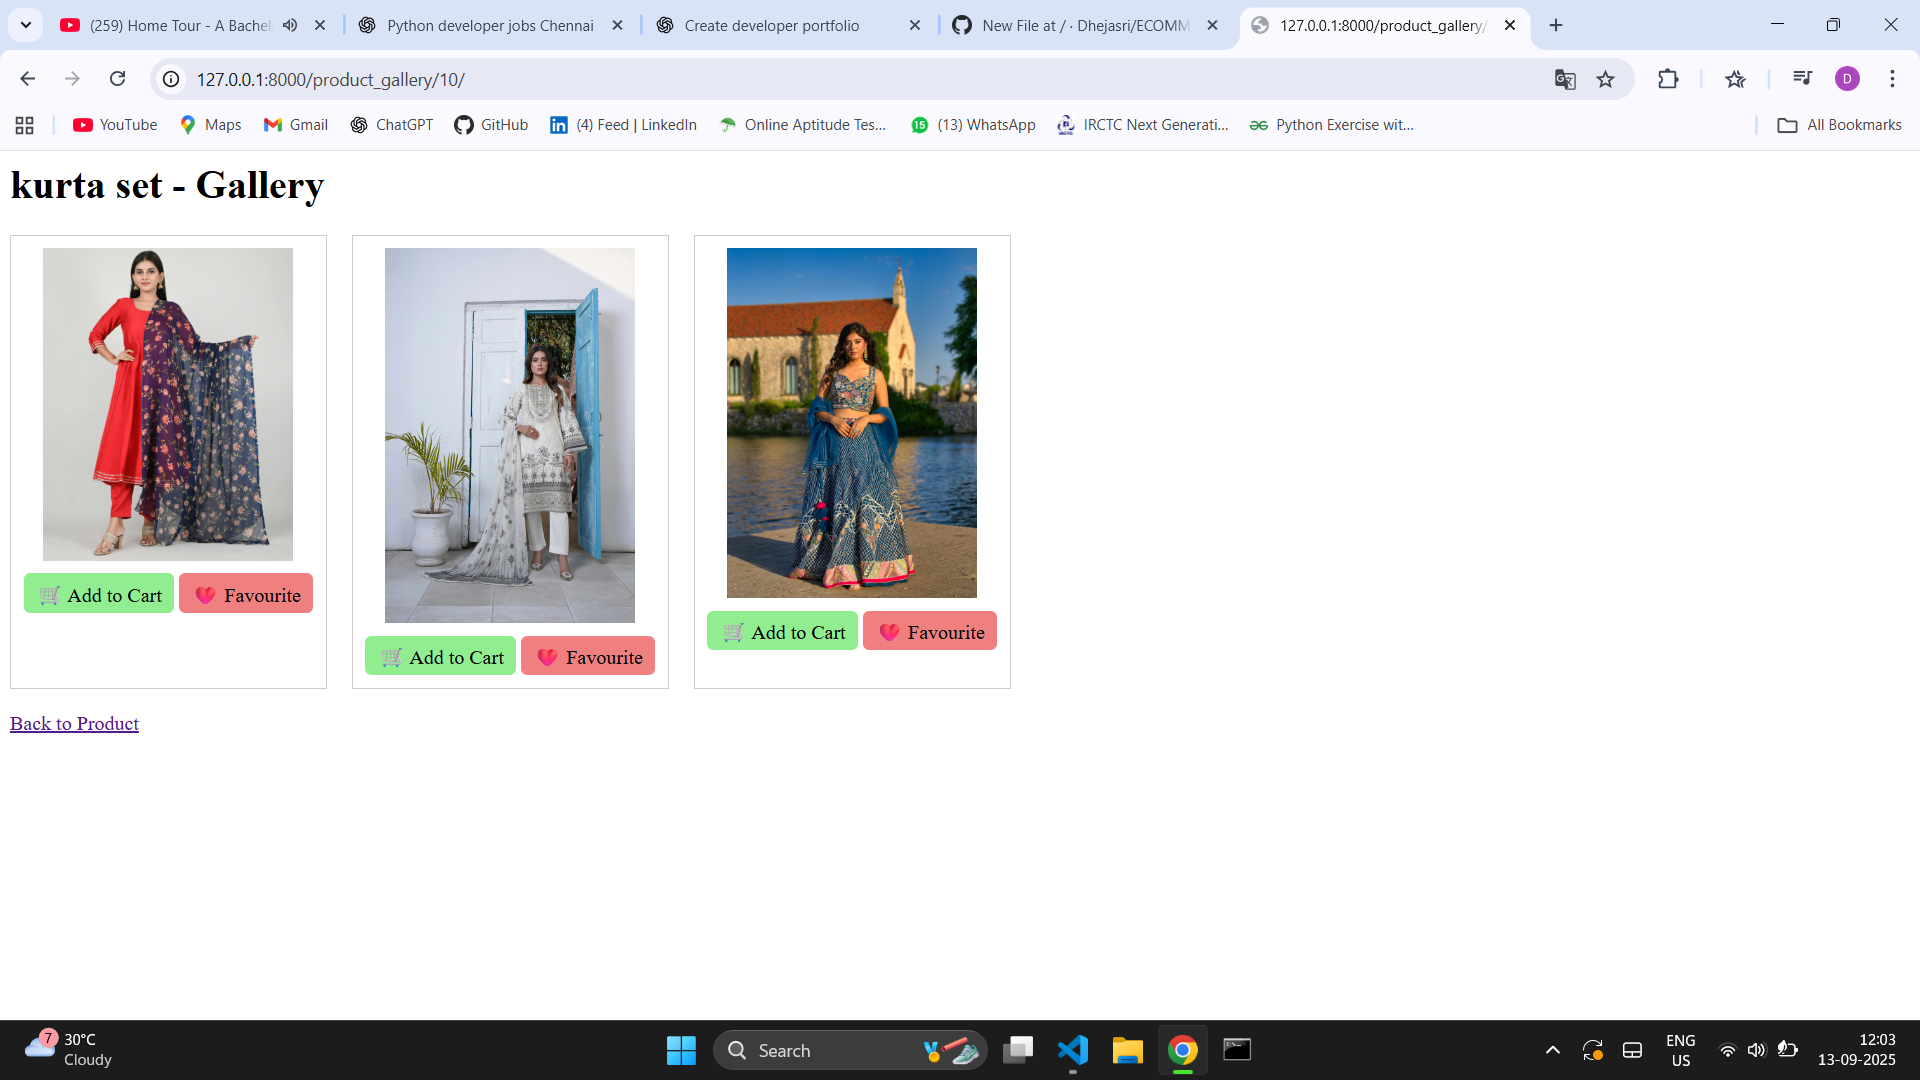 (259) Home Tour - A Bachel
Python developer jobs Chennai
Create developer portfolio
New File at / · Dhejasri/ECOMM
127.0.0.1:8000/product_gallery/
127.0.0.1:8000/product_gallery/10/
D
YouTube
Maps
Gmail
ChatGPT
GitHub
(4) Feed | LinkedIn
Online Aptitude Tes...
15
(13) WhatsApp
IRCTC Next Generati...
Python Exercise wit...
All Bookmarks
kurta set - Gallery
🛒 Add to Cart ❤ Favourite
🛒 Add to Cart ❤ Favourite
🛒 Add to Cart ❤ Favourite
Back to Product
7
30°C
Cloudy
Search
ENG
US
12:03
13-09-2025